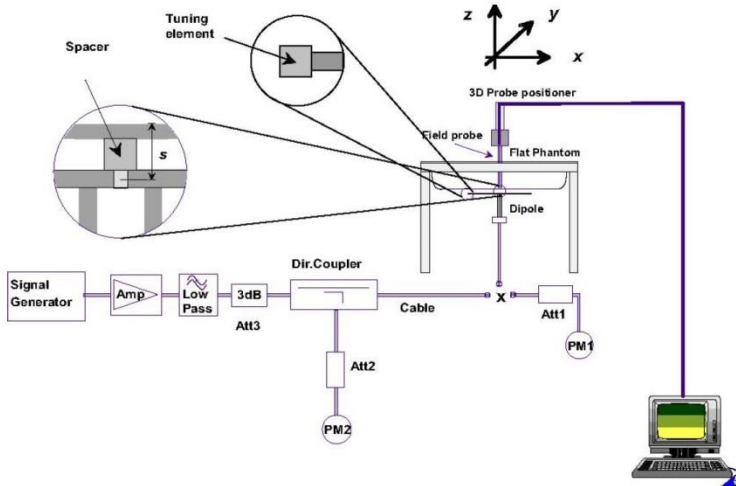 Tuning
element
z
y
x
Spacer
3D Probe positioner
s
Field probe
Flat Phantom
Dipole
Dir.Coupler
Signal
Generator
Amp
Low
Pass
3dB
Cable
x
Att3
Att1
PM1
Att2
PM2